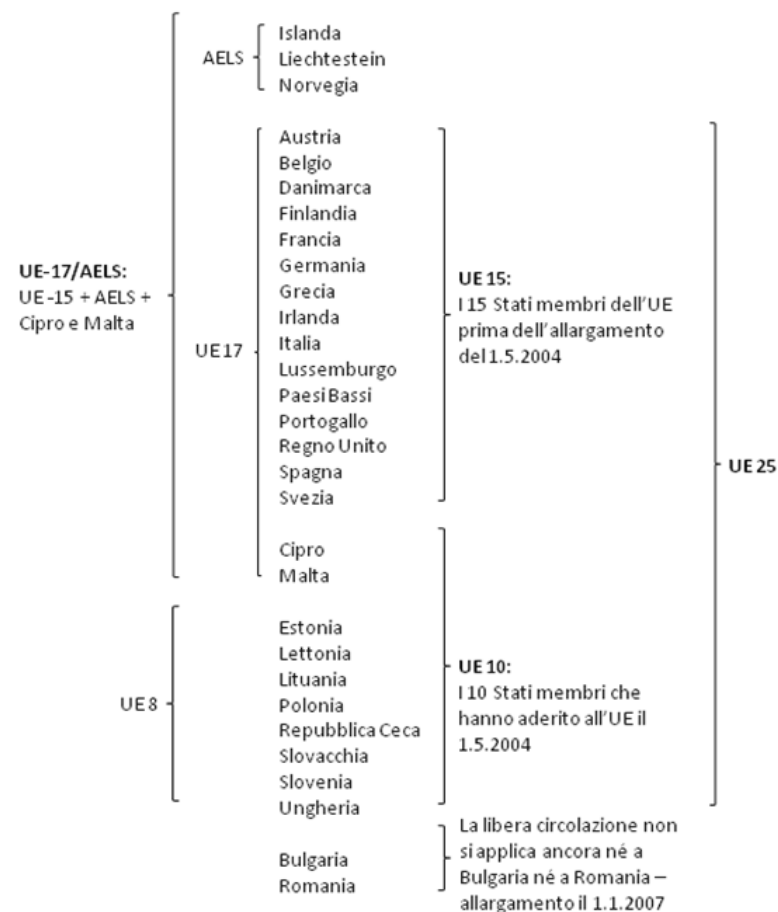 UE-17/AELS:
UE -15 + AELS +
Cipro e Malta
AELS
Islanda
Liechtestein
Norvegia
UE17
Austria
Belgio
Danimarca
Finlandia
Francia
Germania
Grecia
Irlanda
Italia
Lussemburgo
Paesi Bassi
Portogallo
Regno Unito
Spagna
Svezia
Cipro
Malta
UE 15:
I 15 Stati membri dell'UE
prima dell'allargamento
del 1.5.2004
UE 8
Estonia
Lettonia
Lituania
Polonia
Repubblica Ceca
Slovacchia
Slovenia
Ungheria
UE 10:
I 10 Stati membri che
hanno aderito all'UE il
1.5.2004
UE 25
Bulgaria
Romania
La libera circolazione non
si applica ancora né a
Bulgaria né a Romania –
allargamento il 1.1.2007